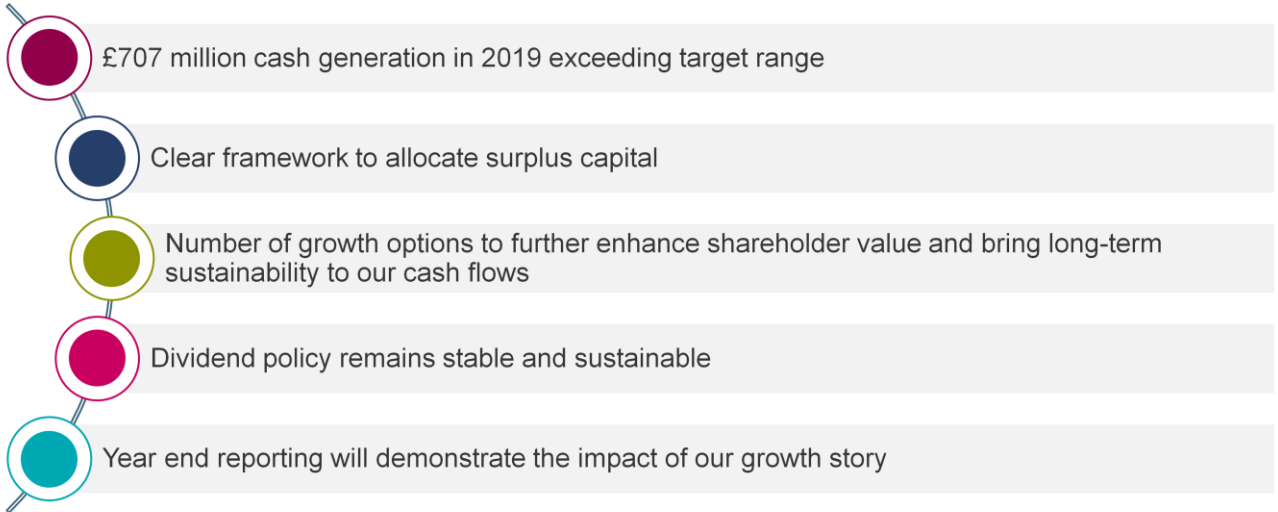 £707 million cash generation in 2019 exceeding target range
Clear framework to allocate surplus capital
Number of growth options to further enhance shareholder value and bring long-term
sustainability to our cash flows
Dividend policy remains stable and sustainable
Year end reporting will demonstrate the impact of our growth story